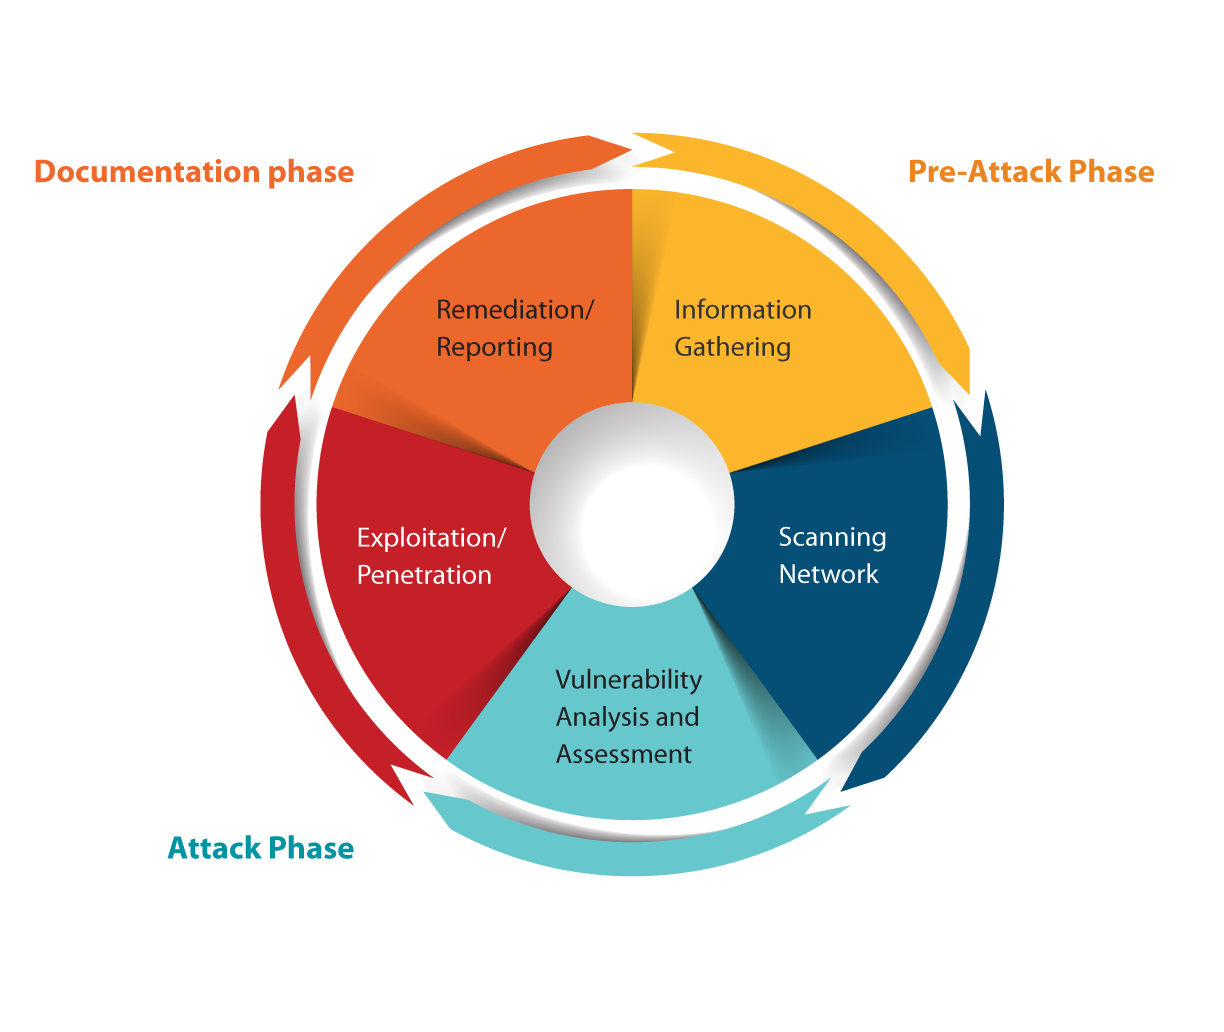 Documentation phase
Pre-Attack Phase
Remediation/
Reporting
Information
Gathering
Exploitation/
Penetration
Scanning
Network
Vulnerability
Analysis and
Assessment
Attack Phase